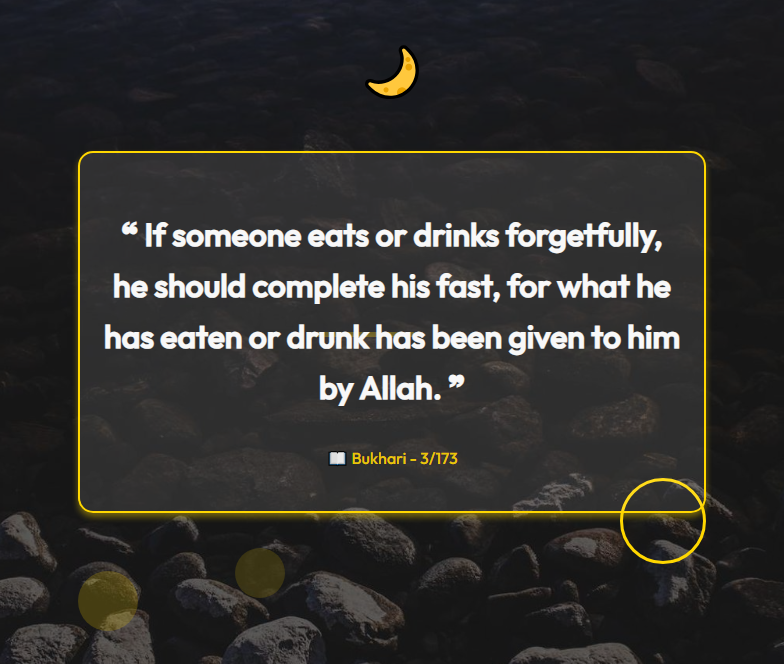 ❝ If someone eats or drinks forgetfully,
he should complete his fast, for what he
has eaten or drunk has been given to him
by Allah. ❞
📖 Bukhari - 3/173